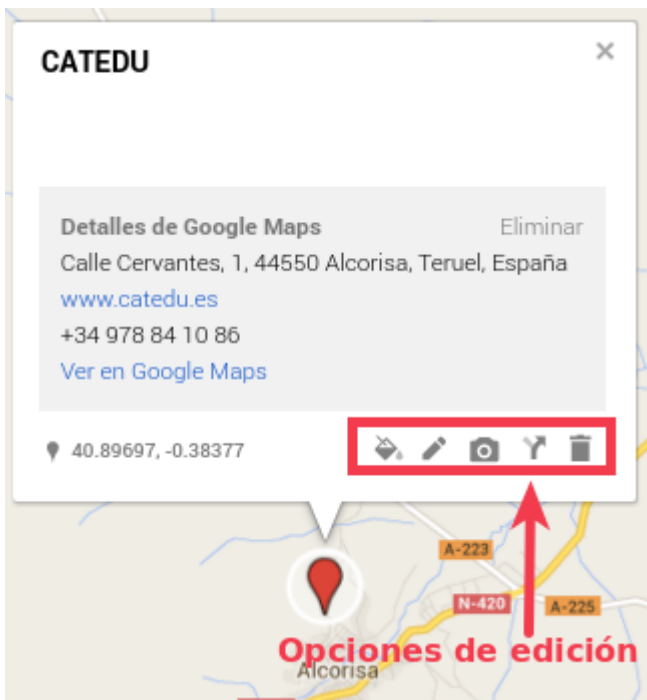 CATEDU
×
Detalles de Google Maps Eliminar
Calle Cervantes, 1, 44550 Alcorisa, Teruel, España
www.catedu.es
+34 978 84 10 86
Ver en Google Maps
40.89697, -0.38377
A-223
N-420 A-225
Opciones de edición
Alcorisa